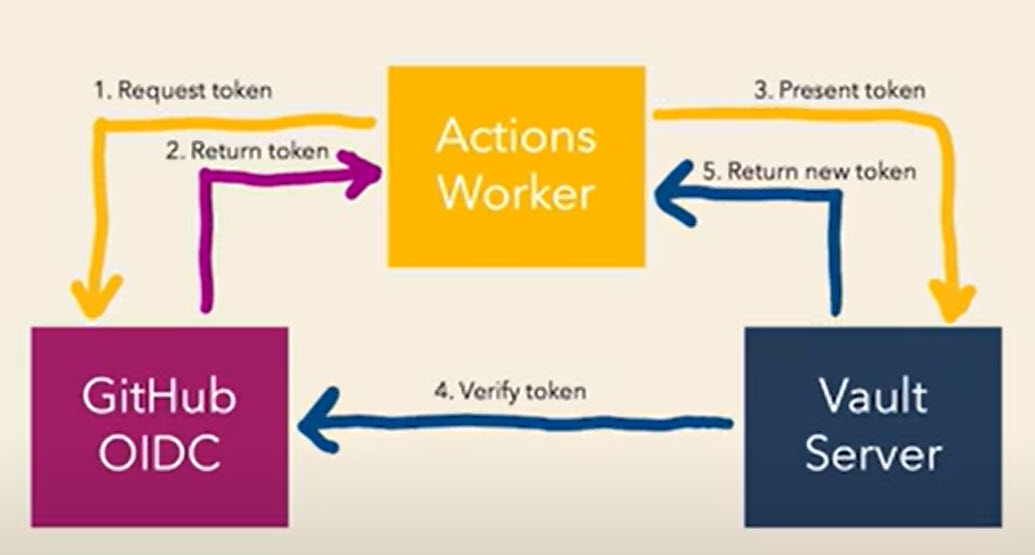 1. Request token
3. Present token
Actions
Worker
2. Return token
5. Return new token
GitHub
OIDC
4. Verify token
Vault
Server